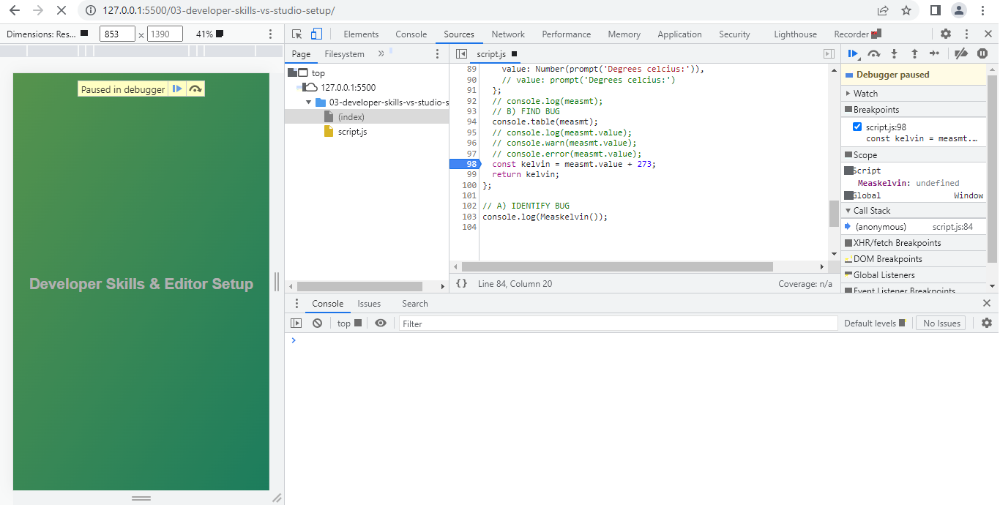 127.0.0.1:5500/03-developer-skills-vs-studio-setup/
Dimensions: Res... 853 × 1390 41%
Elements Console Sources Network Performance Memory Application Security Lighthouse Recorder
Page Filesystem »
top
127.0.0.1:5500
03-developer-skills-vs-studio-s
(index)
script.js
Paused in debugger
Developer Skills & Editor Setup
script.js
89 value: Number(prompt('Degrees celcius:')),
90 // value: prompt('Degrees celcius:')
91 };
92 // console.log(measmt);
93 // B) FIND BUG
94 console.table(measmt);
95 // console.log(measmt.value);
96 // console.warn(measmt.value);
97 // console.error(measmt.value);
98 const kelvin = measmt.value + 273;
99 return kelvin;
100 };
101
102 // A) IDENTIFY BUG
103 console.log(Measkelvin());
104
{} Line 84, Column 20 Coverage: n/a
Debugger paused
Watch
Breakpoints
script.js:98
const kelvin = measmt.…
Scope
Script
Measkelvin: undefined
Global Window
Call Stack
(anonymous) script.js:84
XHR/fetch Breakpoints
DOM Breakpoints
Global Listeners
Event Listener Breakpoints
Console Issues Search
top Filter Default levels No Issues